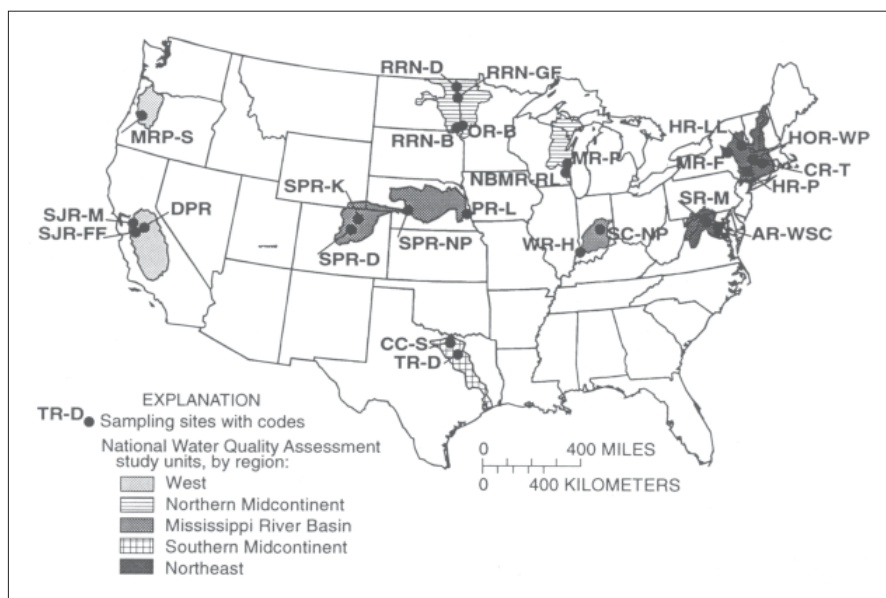 RRN-D
RRN-GF
MRP-S
RRN-B
OR-B
HR-LL
HOR-WP
MR-P
MR-F
CR-T
NBMR-RL
HR-P
SPR-K
SJR-M
DPR
SR-M
SJR-FF
PR-L
SPR-D
SPR-NP
WR-H
SC-NP
AR-WSC
CC-S
TR-D
EXPLANATION
TR-D Sampling sites with codes
National Water Quality Assessment
study units, by region:
West
Northern Midcontinent
Mississippi River Basin
Southern Midcontinent
Northeast
0 400 MILES
0 400 KILOMETERS